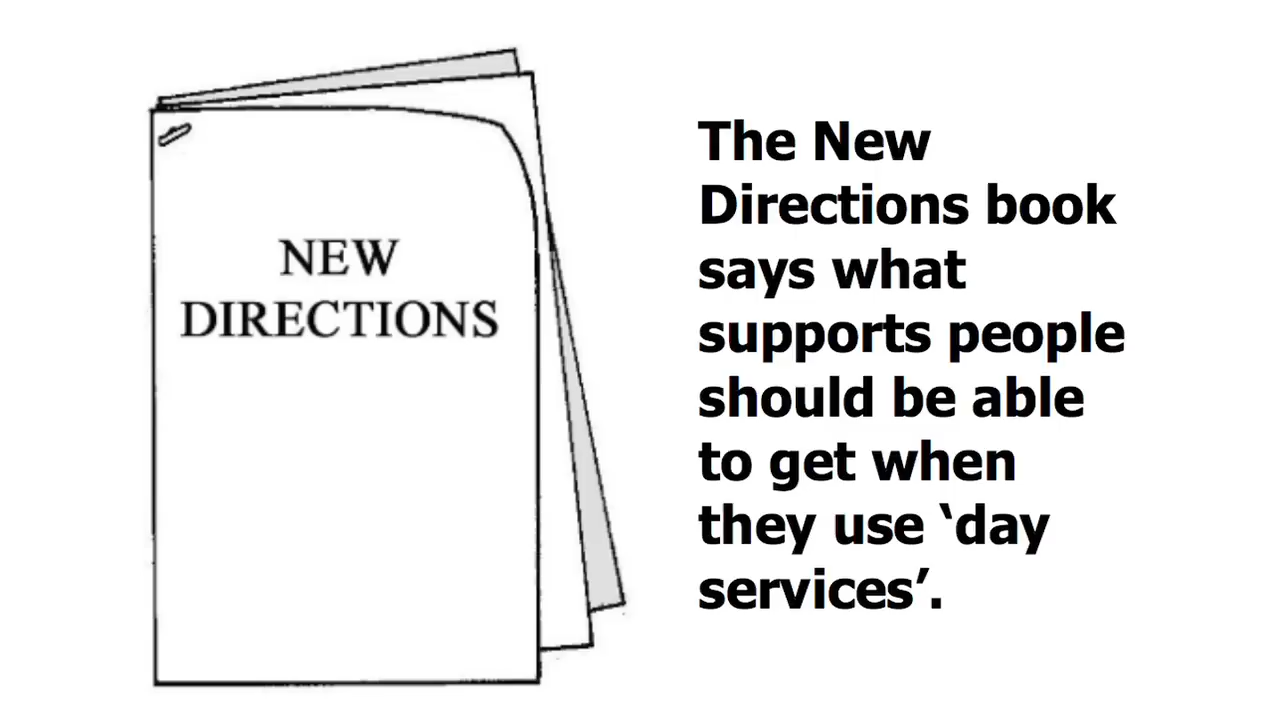 NEW
DIRECTIONS
The New
Directions book
says what
supports people
should be able
to get when
they use ‘day
services’.